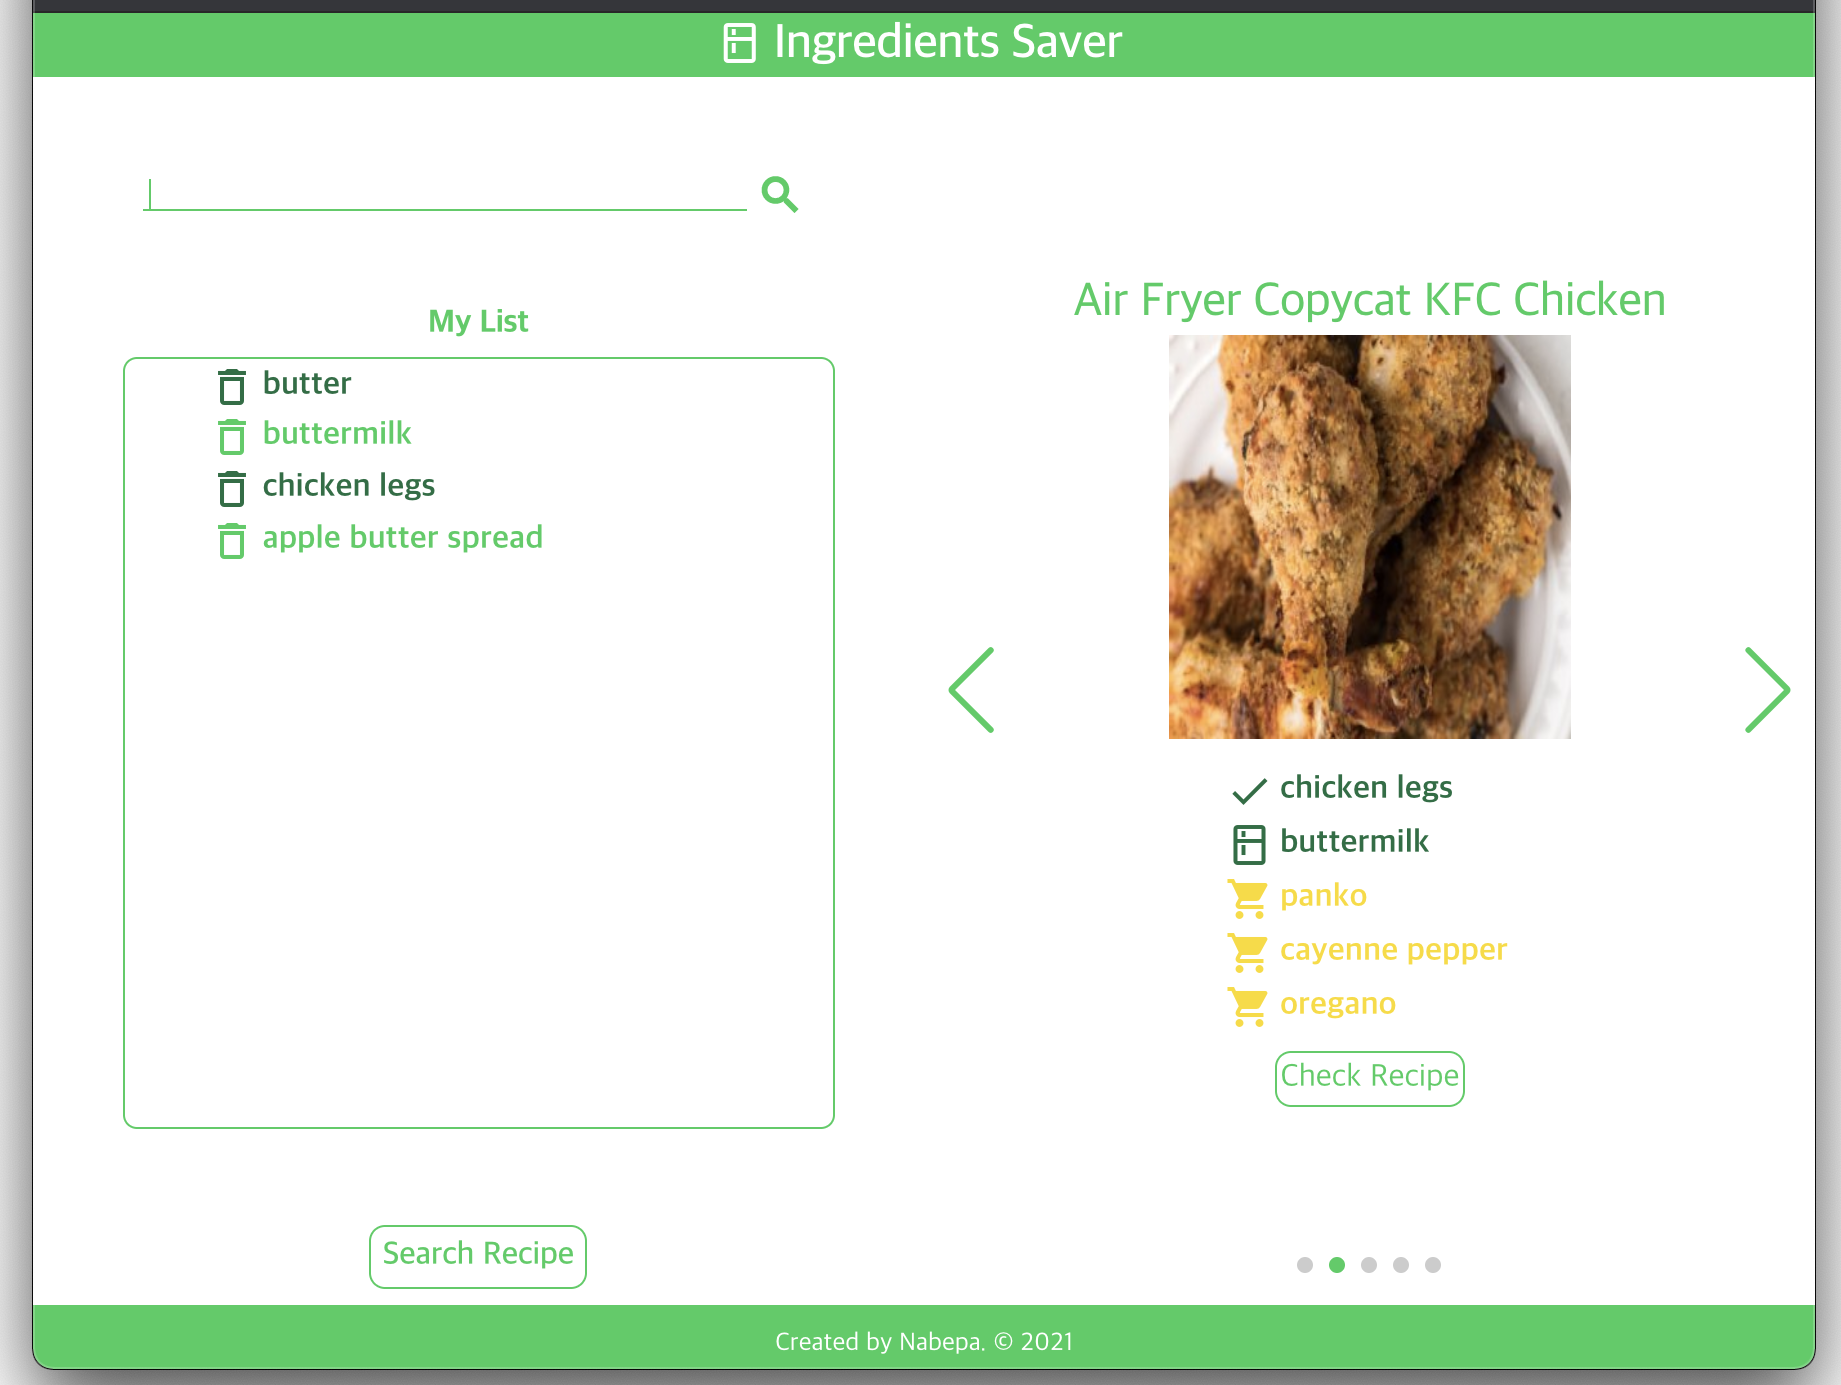 Ingredients Saver
My List
butter
buttermilk
chicken legs
apple butter spread
Search Recipe
Air Fryer Copycat KFC Chicken
chicken legs
buttermilk
panko
cayenne pepper
oregano
Check Recipe
Created by Nabepa. © 2021